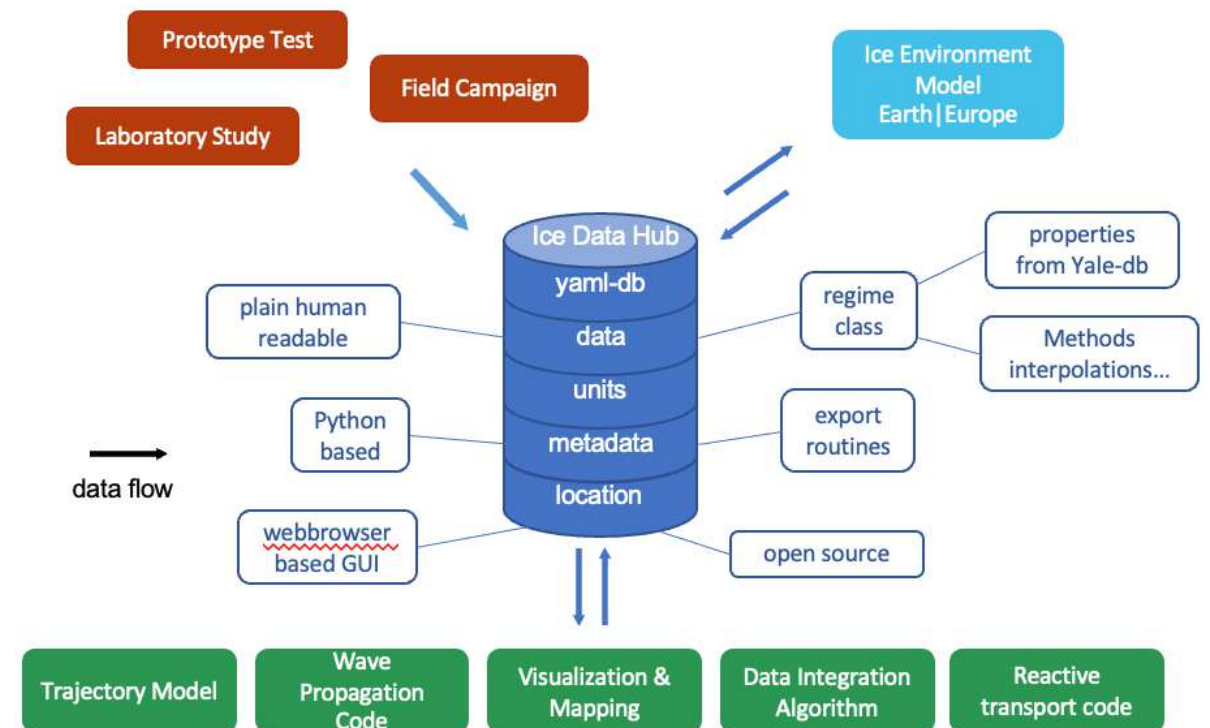 Prototype Test
Field Campaign
Laboratory Study
Ice Environment
Model
Earth|Europe
Ice Data Hub
yaml-db
data
units
metadata
location
plain human
readable
Python
based
webbrowser
based GUI
data flow
regime
class
properties
from Yale-db
Methods
interpolations...
export
routines
open source
Trajectory Model
Wave
Propagation
Code
Visualization &
Mapping
Data Integration
Algorithm
Reactive
transport code